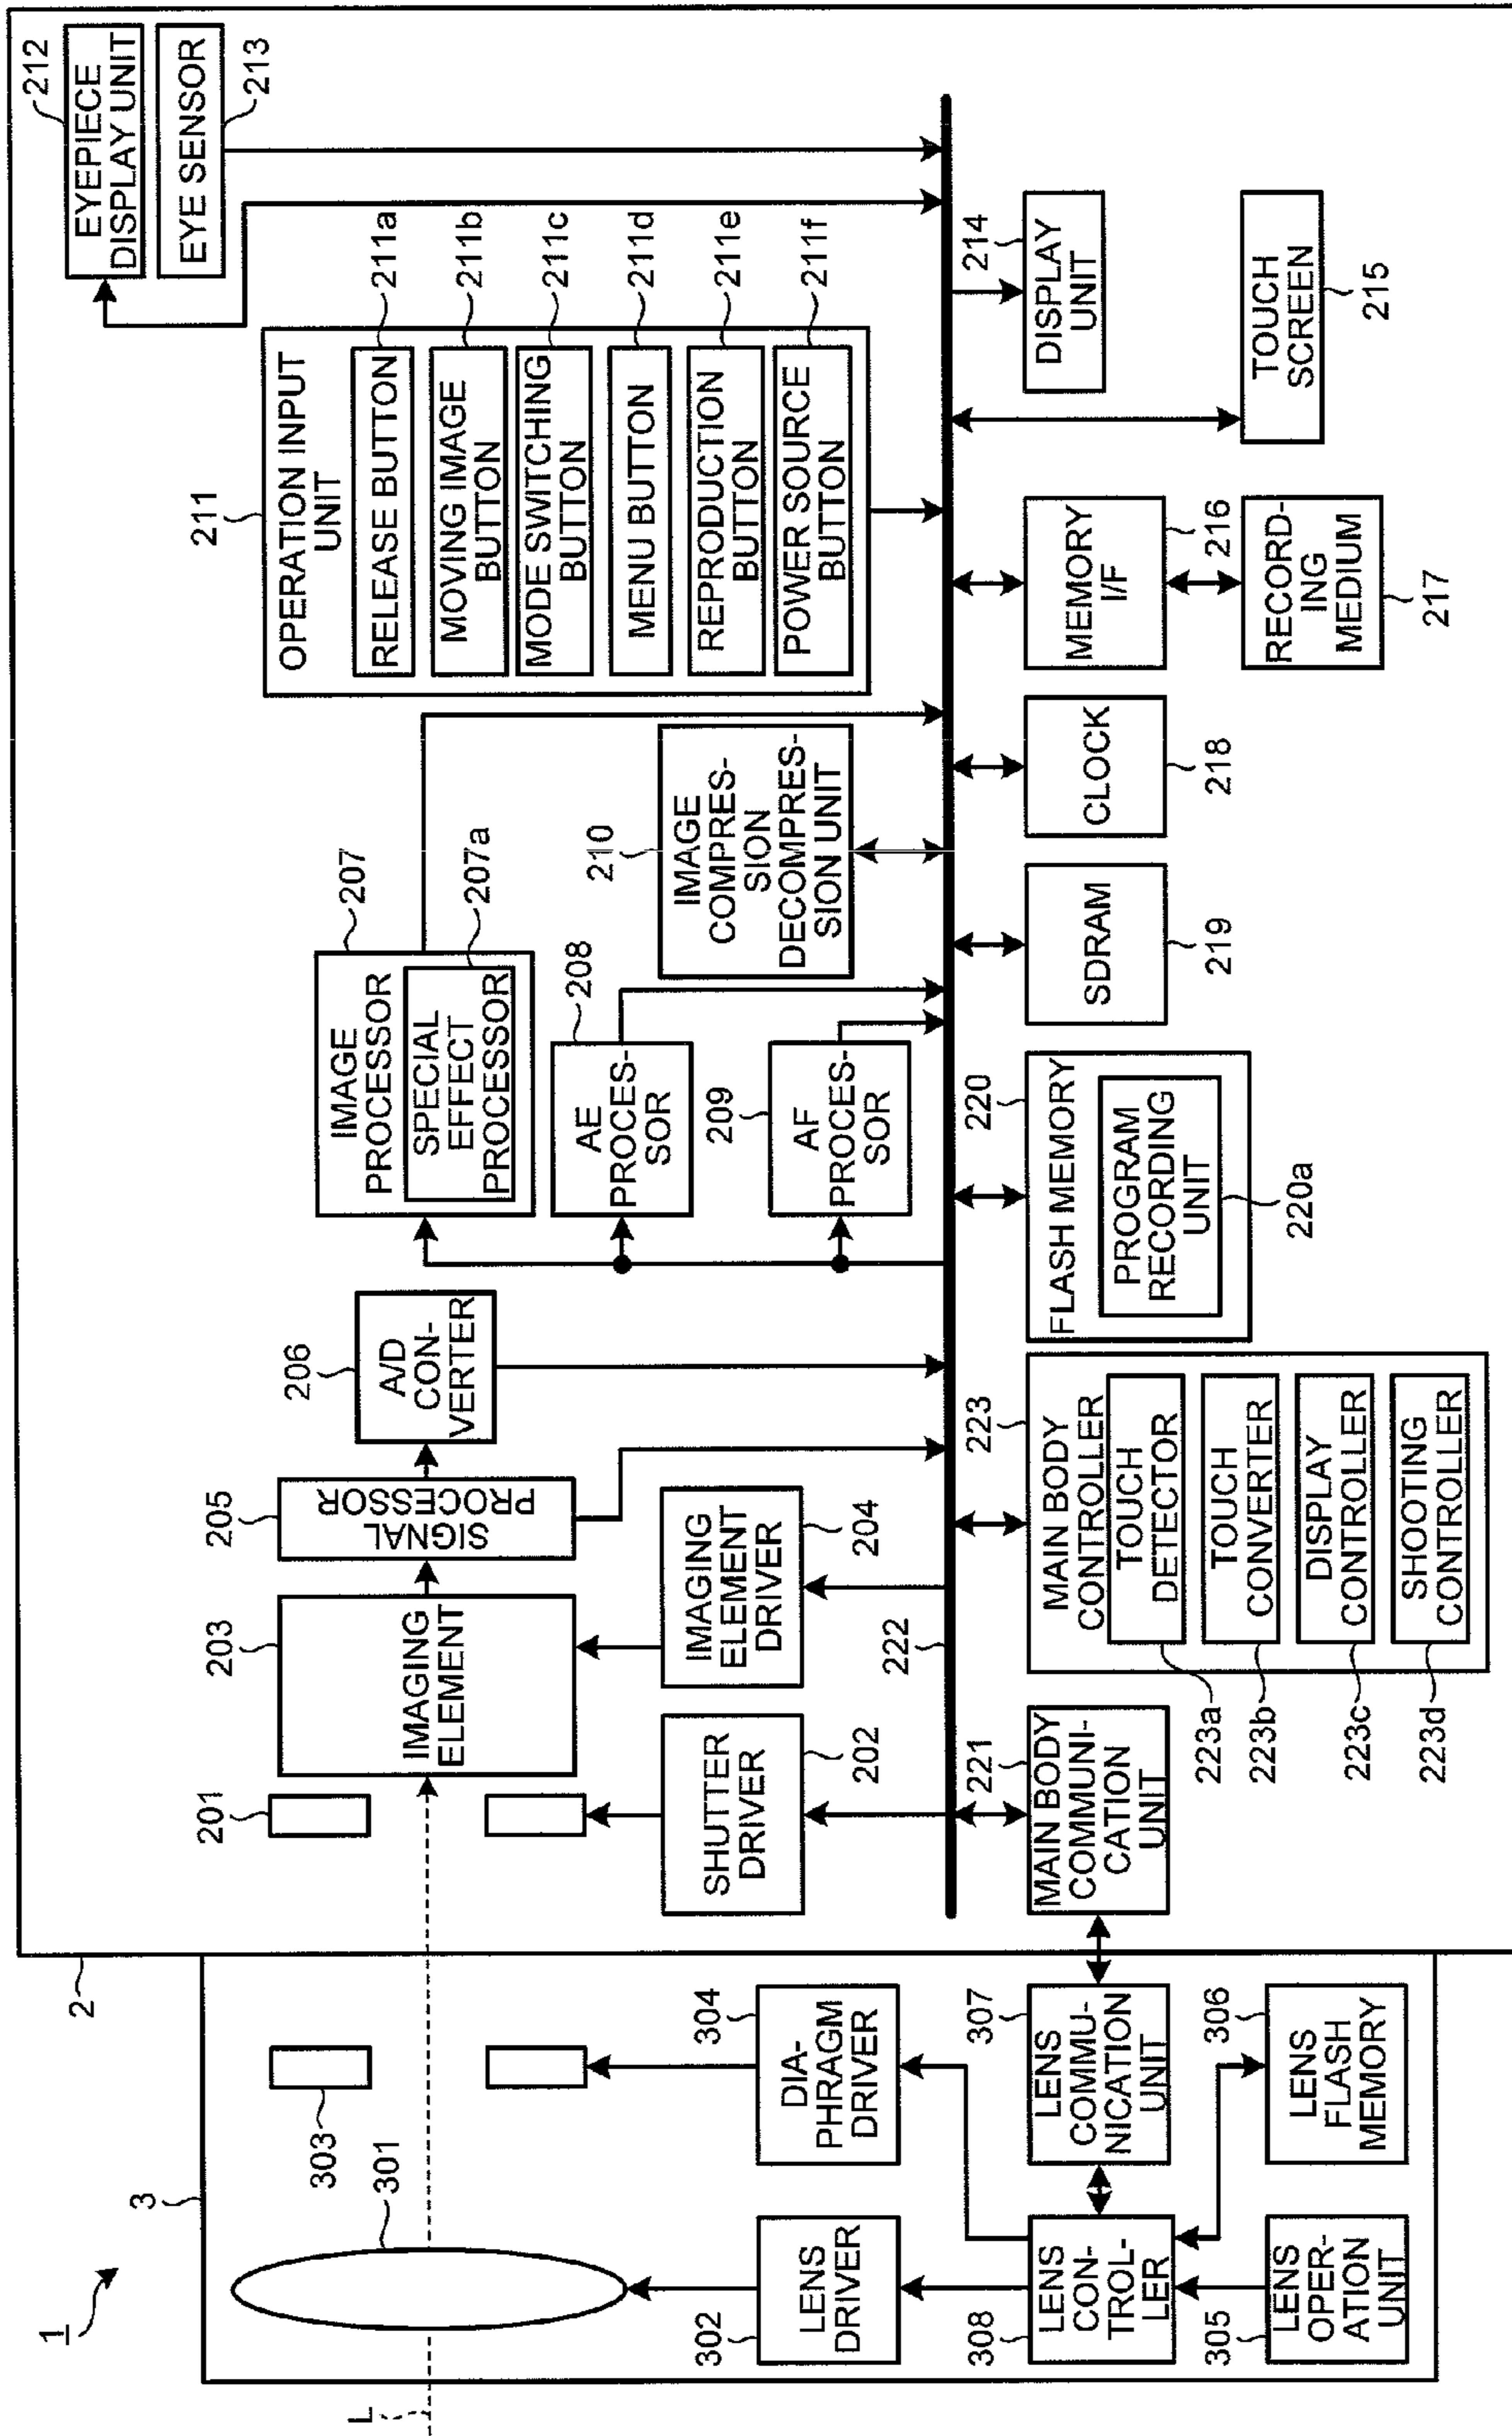 1
L
3
301
303
302
LENS
DRIVER
304
DIA-
PHRAGM
DRIVER
308
LENS
CON-
TROL-
LER
307
LENS
COMMU-
NICATION
UNIT
305
LENS
OPER-
ATION
UNIT
306
LENS
FLASH
MEMORY
2
201
SHUTTER
DRIVER
202
203
IMAGING
ELEMENT
IMAGING
ELEMENT
DRIVER
204
205
SIGNAL
PROCESSOR
206
A/D
CON-
VERTER
207
IMAGE
PROCESSOR
207a
SPECIAL
EFFECT
PROCESSOR
208
AE
PROCES-
SOR
209
AF
PROCES-
SOR
210
IMAGE
COMPRES-
SION
DECOMPRES-
SION UNIT
211
OPERATION INPUT
UNIT
RELEASE BUTTON
211a
MOVING IMAGE
BUTTON
211b
MODE SWITCHING
BUTTON
211c
MENU BUTTON
211d
REPRODUCTION
BUTTON
211e
POWER SOURCE
BUTTON
211f
212
EYEPIECE
DISPLAY UNIT
EYE SENSOR
213
222
221
MAIN BODY
COMMUNI-
CATION
UNIT
223
MAIN BODY
CONTROLLER
TOUCH
DETECTOR
223a
TOUCH
CONVERTER
223b
DISPLAY
CONTROLLER
223c
SHOOTING
CONTROLLER
223d
220
FLASH MEMORY
PROGRAM
RECORDING
UNIT
220a
SDRAM
219
CLOCK
218
MEMORY
I/F
216
RECORD-
ING
MEDIUM
217
214
DISPLAY
UNIT
TOUCH
SCREEN
215